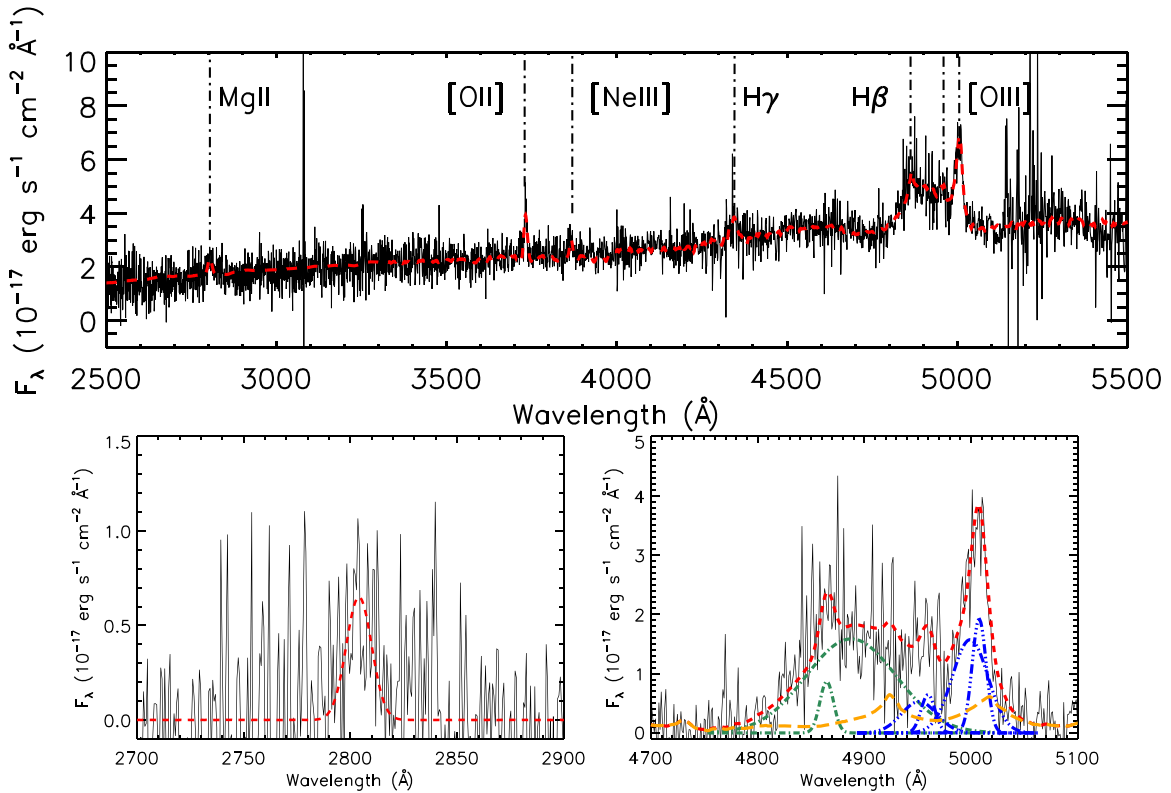 10
8
6
4
2
0
F_λ (10⁻¹⁷ erg s⁻¹ cm⁻² Å⁻¹)
MgII
[OII]
[NeIII]
Hγ
Hβ
[OIII]
2500 3000 3500 4000 4500 5000 5500
Wavelength (Å)
1.5
1.0
0.5
0.0
F_λ (10⁻¹⁷ erg s⁻¹ cm⁻² Å⁻¹)
2700 2750 2800 2850 2900
Wavelength (Å)
5
4
3
2
1
0
F_λ (10⁻¹⁷ erg s⁻¹ cm⁻² Å⁻¹)
4700 4800 4900 5000 5100
Wavelength (Å)